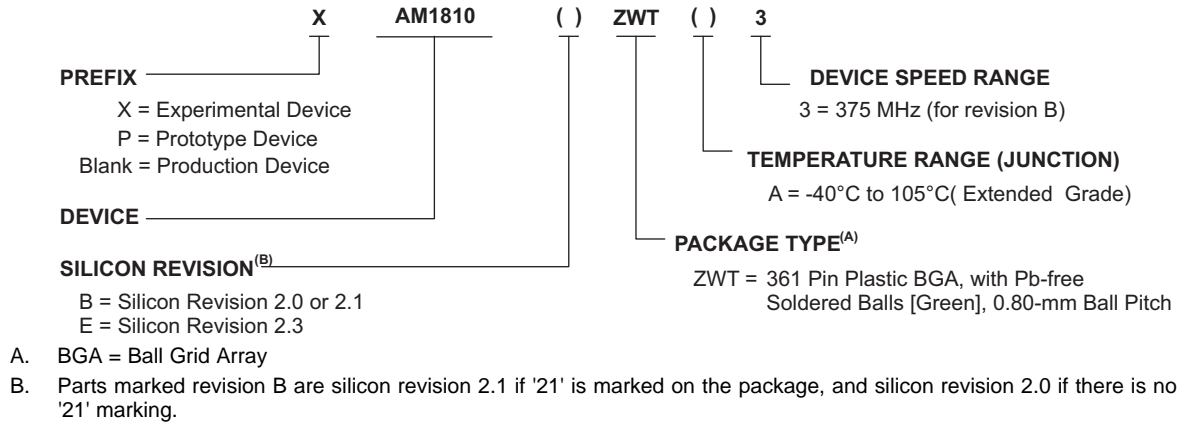 X AM1810 ( ) ZWT ( ) 3
PREFIX
X = Experimental Device
P = Prototype Device
Blank = Production Device
DEVICE
SILICON REVISION(B)
B = Silicon Revision 2.0 or 2.1
E = Silicon Revision 2.3
DEVICE SPEED RANGE
3 = 375 MHz (for revision B)
TEMPERATURE RANGE (JUNCTION)
A = -40°C to 105°C( Extended Grade)
PACKAGE TYPE(A)
ZWT = 361 Pin Plastic BGA, with Pb-free
Soldered Balls [Green], 0.80-mm Ball Pitch
A. BGA = Ball Grid Array
B. Parts marked revision B are silicon revision 2.1 if '21' is marked on the package, and silicon revision 2.0 if there is no
'21' marking.